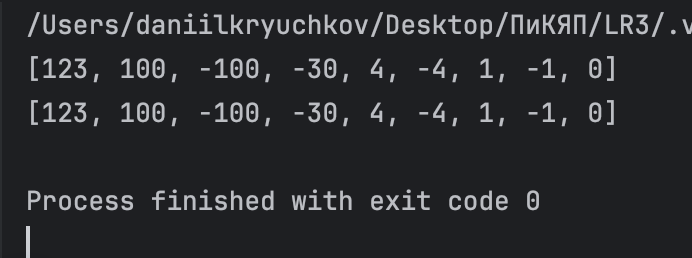 /Users/daniilkryuchkov/Desktop/ПиКЯП/LR3/.v
[123, 100, -100, -30, 4, -4, 1, -1, 0]
[123, 100, -100, -30, 4, -4, 1, -1, 0]
Process finished with exit code 0